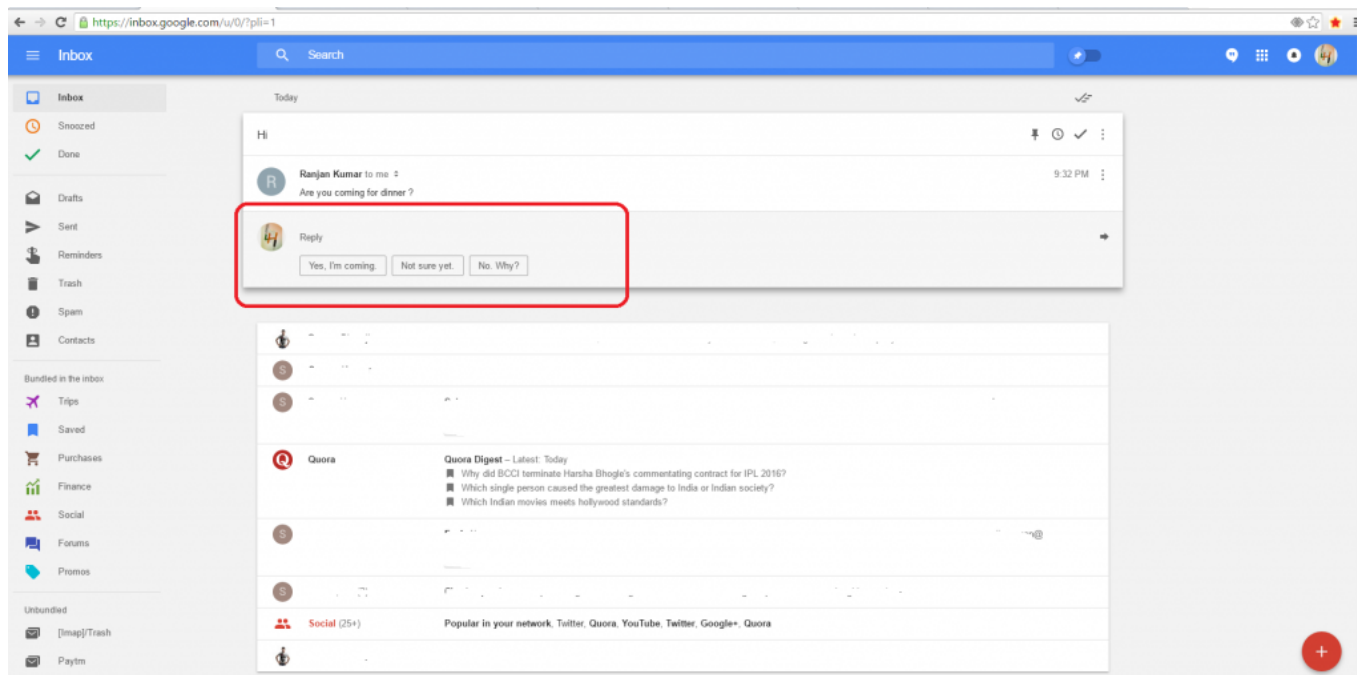 https://inbox.google.com/u/0/?pli=1
Inbox
Search
Inbox
Snoozed
Done
Drafts
Sent
Reminders
Trash
Spam
Contacts
Bundled in the inbox
Trips
Saved
Purchases
Finance
Social
Forums
Promos
Unbundled
[Imap]/Trash
Paytm
Today
Hi
R
Ranjan Kumar to me
9:32 PM
Are you coming for dinner ?
Reply
Yes, I'm coming. Not sure yet. No. Why?
S
S
Quora
Quora Digest – Latest: Today
Why did BCCI terminate Harsha Bhogle's commentating contract for IPL 2016?
Which single person caused the greatest damage to India or Indian society?
Which Indian movies meets hollywood standards?
S
S
Social (25+) Popular in your network, Twitter, Quora, YouTube, Twitter, Google+, Quora